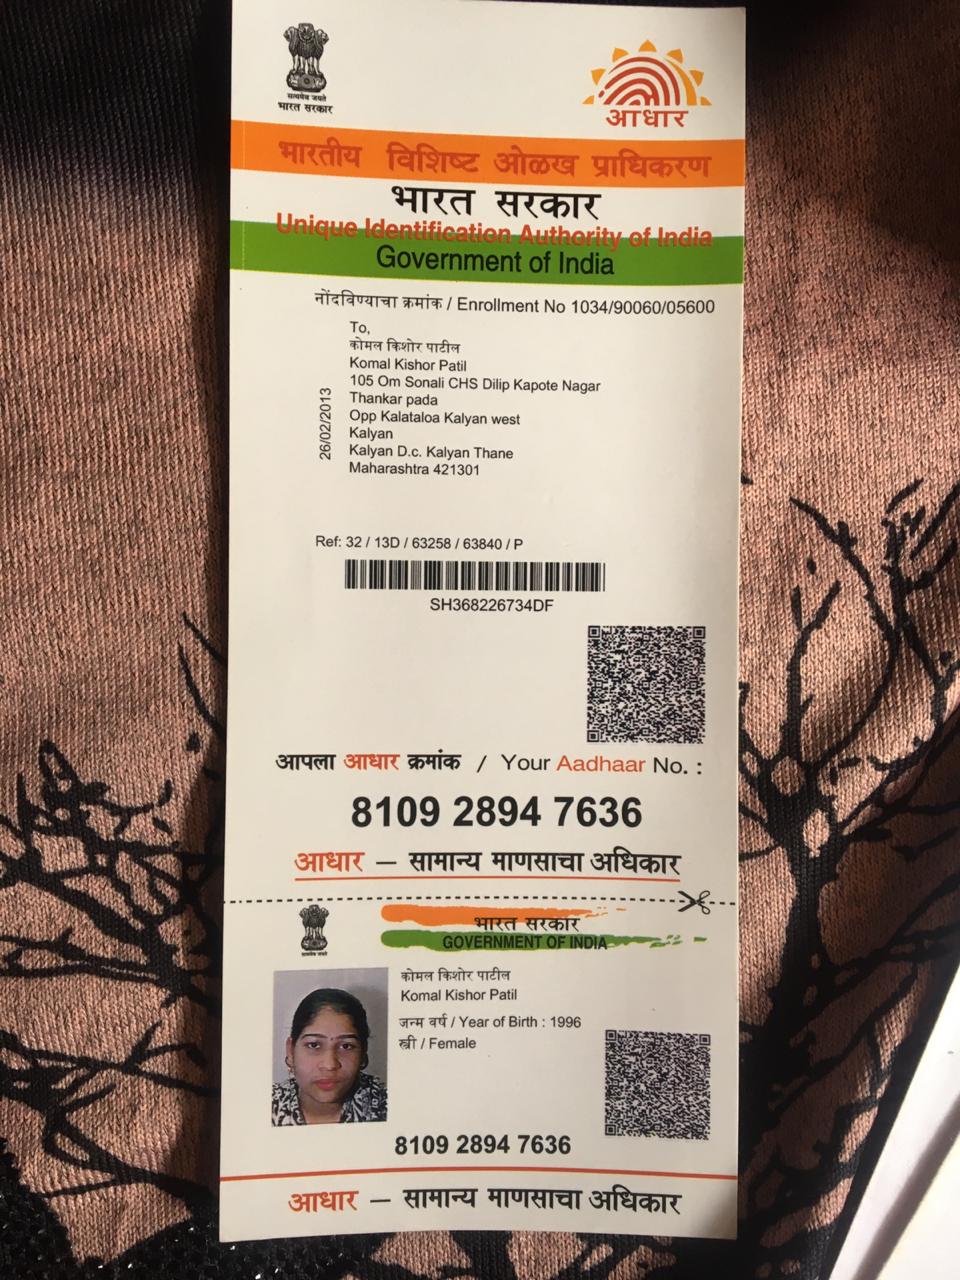 सत्यमेव जयते
भारत सरकार
आधार
भारतीय विशिष्ट ओळख प्राधिकरण
भारत सरकार
Unique Identification Authority of India
Government of India
नोंदविण्याचा क्रमांक / Enrollment No 1034/90060/05600
To,
कोमल किशोर पाटील
Komal Kishor Patil
105 Om Sonali CHS Dilip Kapote Nagar
Thankar pada
Opp Kalataloa Kalyan west
Kalyan
Kalyan D.c. Kalyan Thane
Maharashtra 421301
26/02/2013
Ref: 32 / 13D / 63258 / 63840 / P
SH368226734DF
आपला आधार क्रमांक / Your Aadhaar No. :
8109 2894 7636
आधार — सामान्य माणसाचा अधिकार
सत्यमेव जयते
भारत सरकार
GOVERNMENT OF INDIA
कोमल किशोर पाटील
Komal Kishor Patil
जन्म वर्ष / Year of Birth : 1996
स्त्री / Female
8109 2894 7636
आधार — सामान्य माणसाचा अधिकार